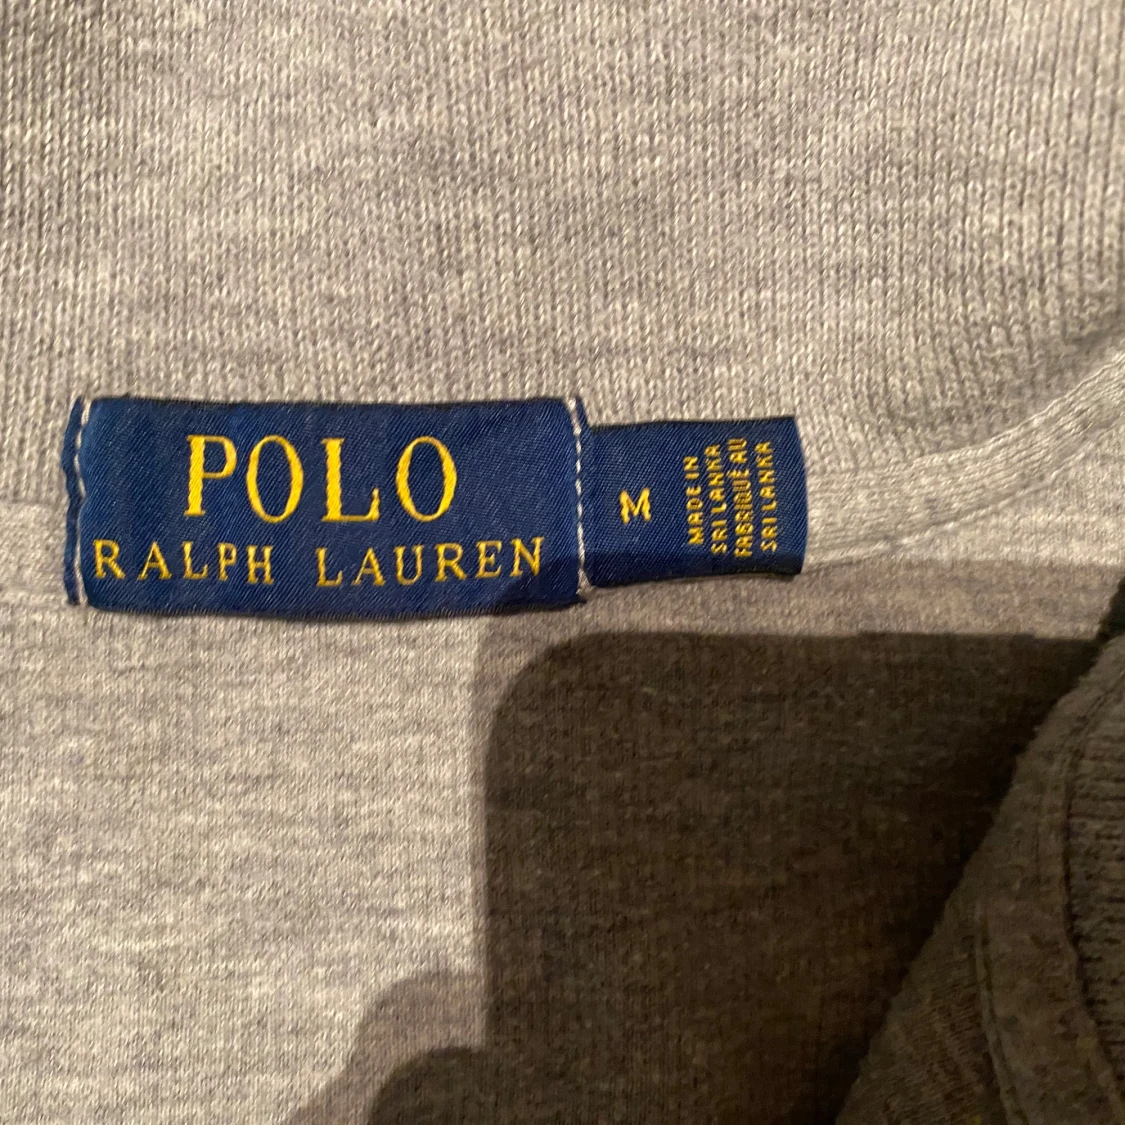 POLO
RALPH LAUREN
M
MADE IN
SRI LANKA
FABRIQUÉ AU
SRI LANKA